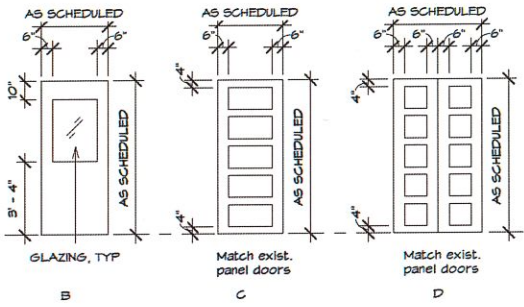 AS SCHEDULED
6" 6"
10"
3' - 4"
AS SCHEDULED
GLAZING, TYP
B
AS SCHEDULED
6" 6"
4"
4"
AS SCHEDULED
Match exist.
panel doors
C
AS SCHEDULED
6" 6" 6" 6"
4"
4"
AS SCHEDULED
Match exist.
panel doors
D